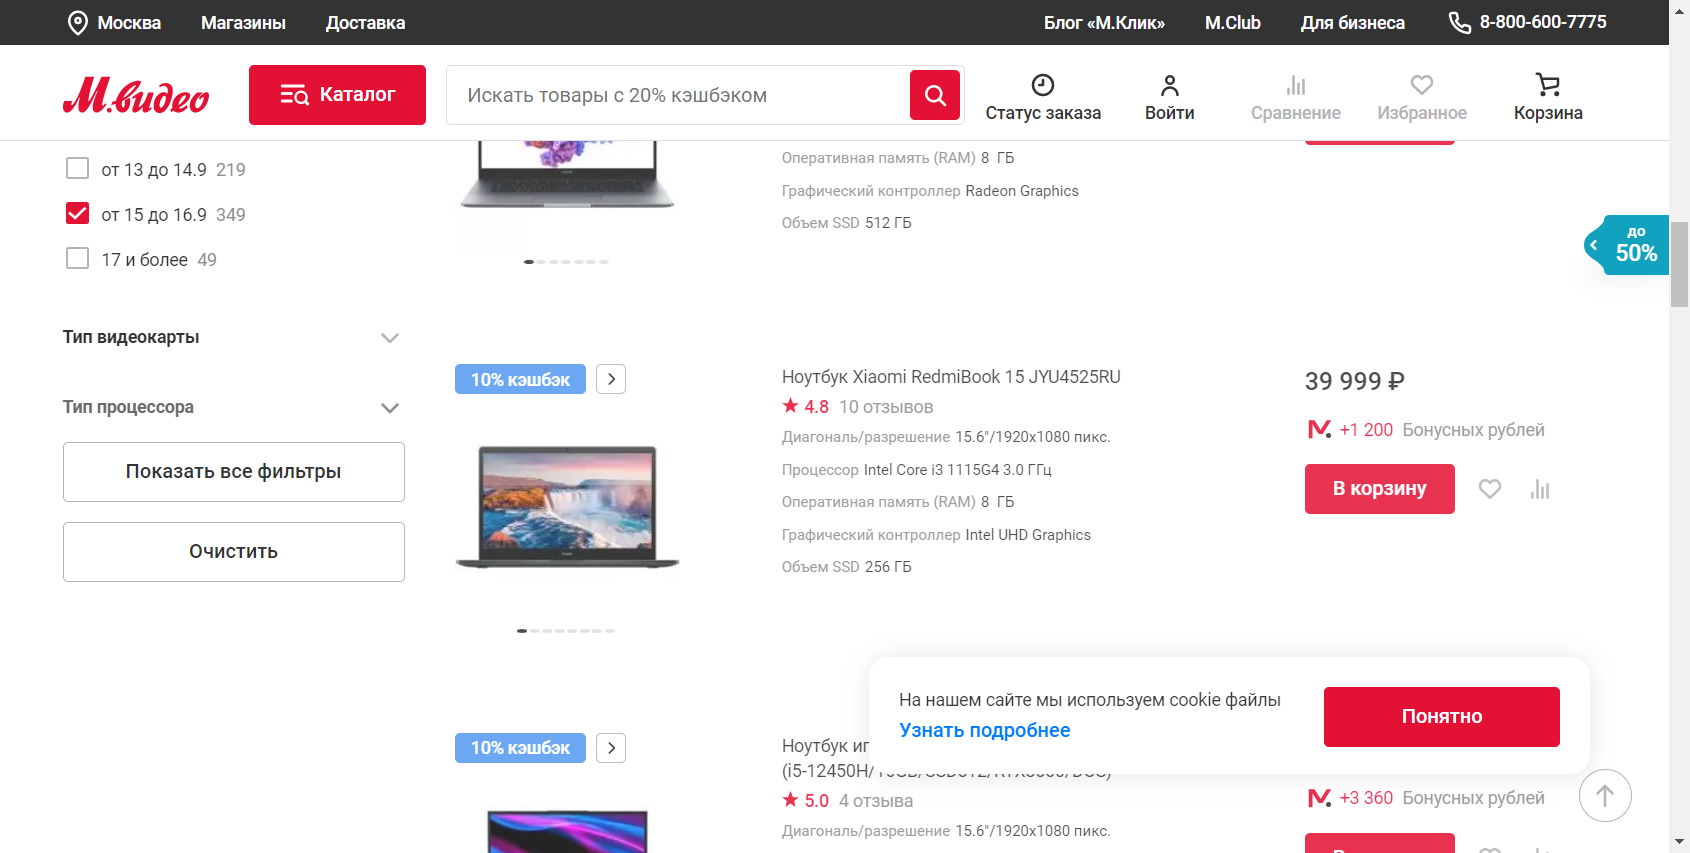 Москва Магазины Доставка Блог «М.Клик» M.Club Для бизнеса 8-800-600-7775
М.видео Каталог Искать товары с 20% кэшбэком Статус заказа Войти Сравнение Избранное Корзина
от 13 до 14.9 219
от 15 до 16.9 349
17 и более 49
Тип видеокарты
Тип процессора
Показать все фильтры
Очистить
Оперативная память (RAM) 8 ГБ
Графический контроллер Radeon Graphics
Объем SSD 512 ГБ
до
50%
10% кэшбэк
Ноутбук Xiaomi RedmiBook 15 JYU4525RU
4.8 10 отзывов
Диагональ/разрешение 15.6"/1920x1080 пикс.
Процессор Intel Core i3 1115G4 3.0 ГГц
Оперативная память (RAM) 8 ГБ
Графический контроллер Intel UHD Graphics
Объем SSD 256 ГБ
39 999 ₽
+1 200 Бонусных рублей
В корзину
На нашем сайте мы используем cookie файлы
Узнать подробнее
Понятно
10% кэшбэк
Ноутбук
5.0 4 отзыва
Диагональ/разрешение 15.6"/1920x1080 пикс.
+3 360 Бонусных рублей